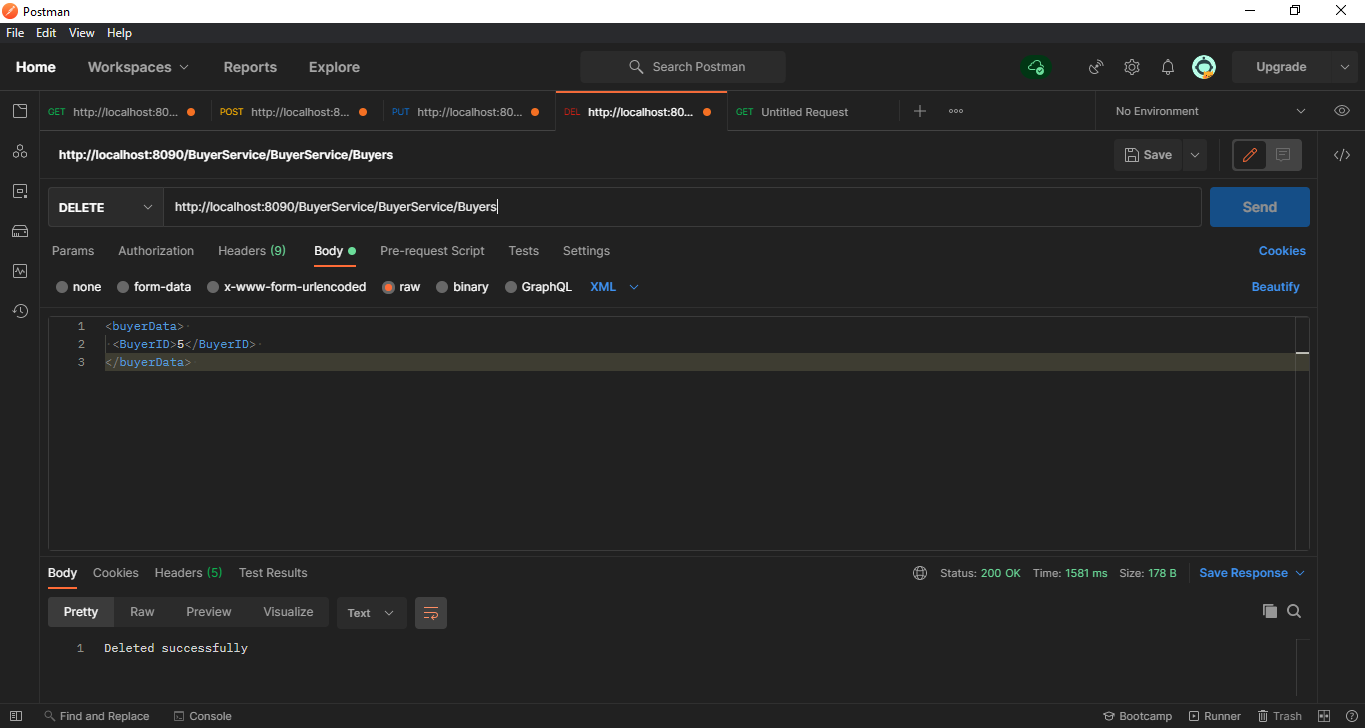 Postman
File Edit View Help
Home Workspaces Reports Explore Search Postman Upgrade
GET http://localhost:80... POST http://localhost:8... PUT http://localhost:80... DEL http://localhost:80... GET Untitled Request No Environment
http://localhost:8090/BuyerService/BuyerService/Buyers Save
DELETE http://localhost:8090/BuyerService/BuyerService/Buyers Send
Params Authorization Headers (9) Body Pre-request Script Tests Settings Cookies
none form-data x-www-form-urlencoded raw binary GraphQL XML Beautify
1 <buyerData>
2 <BuyerID>5</BuyerID>
3 </buyerData>
Body Cookies Headers (5) Test Results Status: 200 OK Time: 1581 ms Size: 178 B Save Response
Pretty Raw Preview Visualize Text
1 Deleted successfully
Find and Replace Console Bootcamp Runner Trash